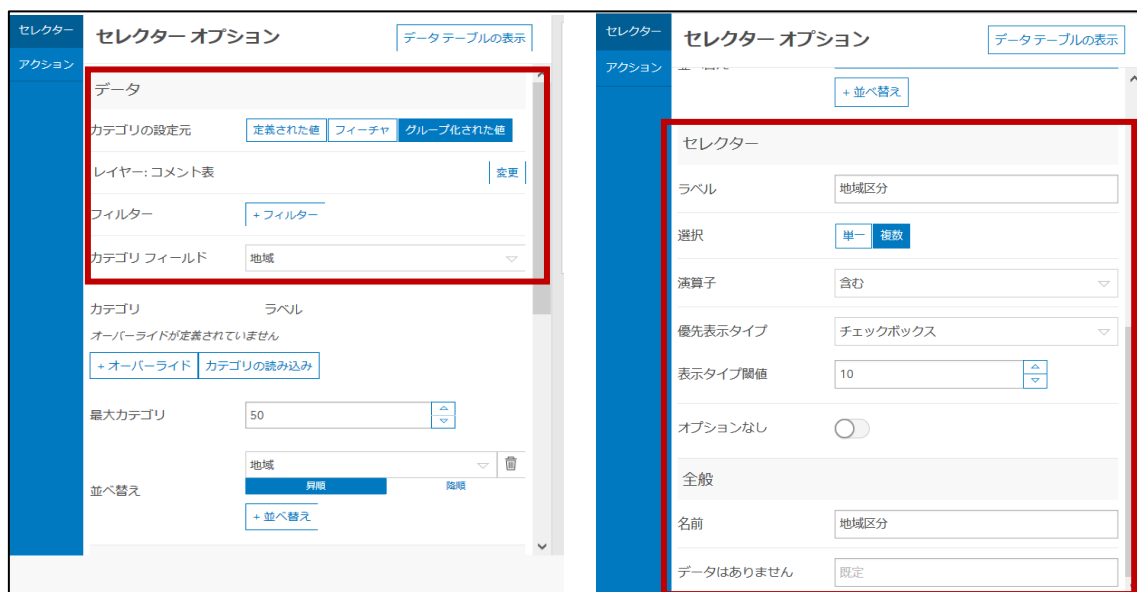 セレクター
アクション
セレクター オプション
データ テーブルの表示
データ
カテゴリの設定元
定義された値
フィーチャ
グループ化された値
レイヤー: コメント表
変更
フィルター
+ フィルター
カテゴリ フィールド
地域
カテゴリ
ラベル
オーバーライドが定義されていません
+ オーバーライド
カテゴリの読み込み
最大カテゴリ
50
並べ替え
地域
昇順
降順
+ 並べ替え
セレクター
アクション
セレクター オプション
データ テーブルの表示
+ 並べ替え
セレクター
ラベル
地域区分
選択
単一
複数
演算子
含む
優先表示タイプ
チェックボックス
表示タイプ閾値
10
オプションなし
全般
名前
地域区分
データはありません
既定